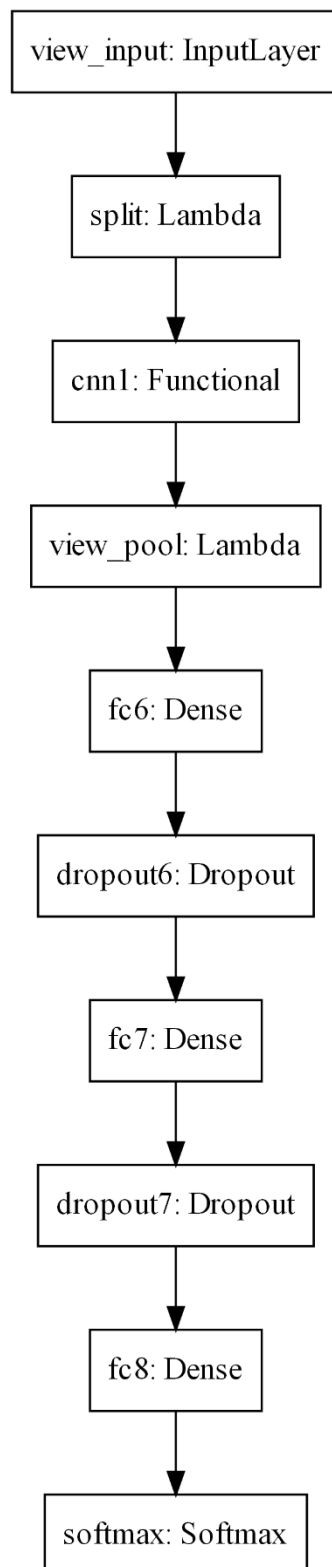 view_input: InputLayer
split: Lambda
cnn1: Functional
view_pool: Lambda
fc6: Dense
dropout6: Dropout
fc7: Dense
dropout7: Dropout
fc8: Dense
softmax: Softmax